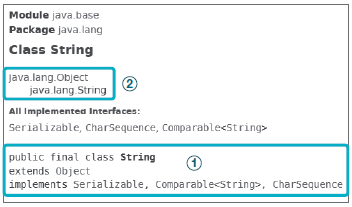 Module java.base
Package java.lang
Class String
java.lang.Object
java.lang.String
②
All Implemented Interfaces:
Serializable, CharSequence, Comparable<String>
public final class String
①
extends Object
implements Serializable, Comparable<String>, CharSequence